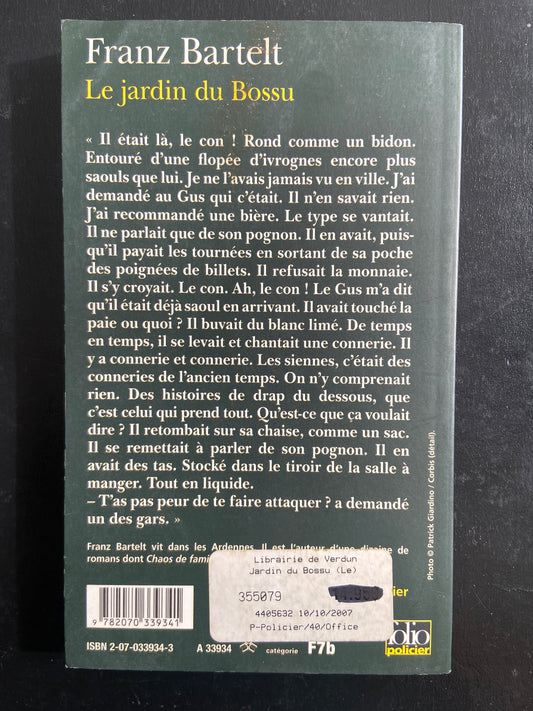 Franz Bartelt
Le jardin du Bossu
« Il était là, le con ! Rond comme un bidon.
Entouré d'une flopée d'ivrognes encore plus
saouls que lui. Je ne l'avais jamais vu en ville. J'ai
demandé au Gus qui c'était. Il n'en savait rien.
J'ai recommandé une bière. Le type se vantait.
Il ne parlait que de son pognon. Il en avait, puis-
qu'il payait les tournées en sortant de sa poche
des poignées de billets. Il refusait la monnaie.
Il s'y croyait. Le con. Ah, le con ! Le Gus m'a dit
qu'il était déjà saoul en arrivant. Il avait touché la
paie ou quoi ? Il buvait du blanc limé. De temps
en temps, il se levait et chantait une connerie. Il
y a connerie et connerie. Les siennes, c'était des
conneries de l'ancien temps. On n'y comprenait
rien. Des histoires de drap du dessous, que
c'est celui qui prend tout. Qu'est-ce que ça voulait
dire ? Il retombait sur sa chaise, comme un sac.
Il se remettait à parler de son pognon. Il en
avait des tas. Stocké dans le tiroir de la salle à
manger. Tout en liquide.
– T'as pas peur de te faire attaquer ? a demandé
un des gars. »
Franz Bartelt vit dans les Ardennes. Il est l'auteur d'une dizaine de
romans dont Chaos de fami
Photo © Patrick Giardino / Corbis (détail).
Librairie de Verdun
Jardin du Bossu (Le)
355079
4405632 10/10/2007
P-Policier/40/Office
ier
9 782070 339341
ISBN 2-07-033934-3
A 33934
catégorie
F7b
folio
policier